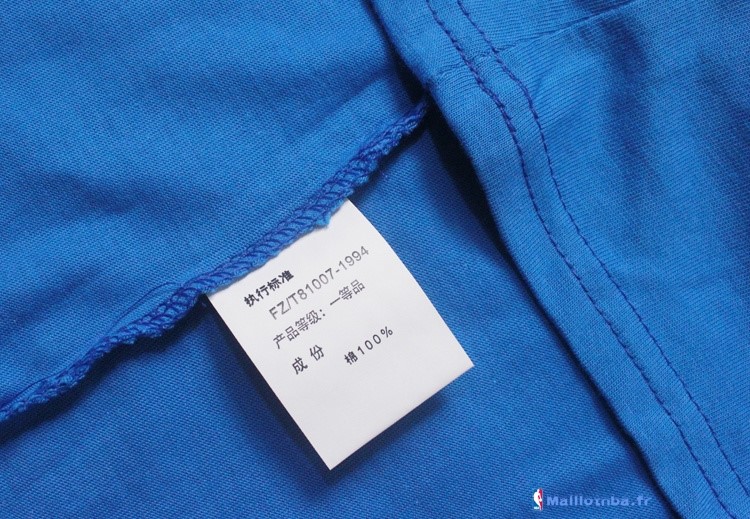 执行标准
FZ/T81007-1994
产品等级：一等品
成 份 棉100%
Maillotnba.fr